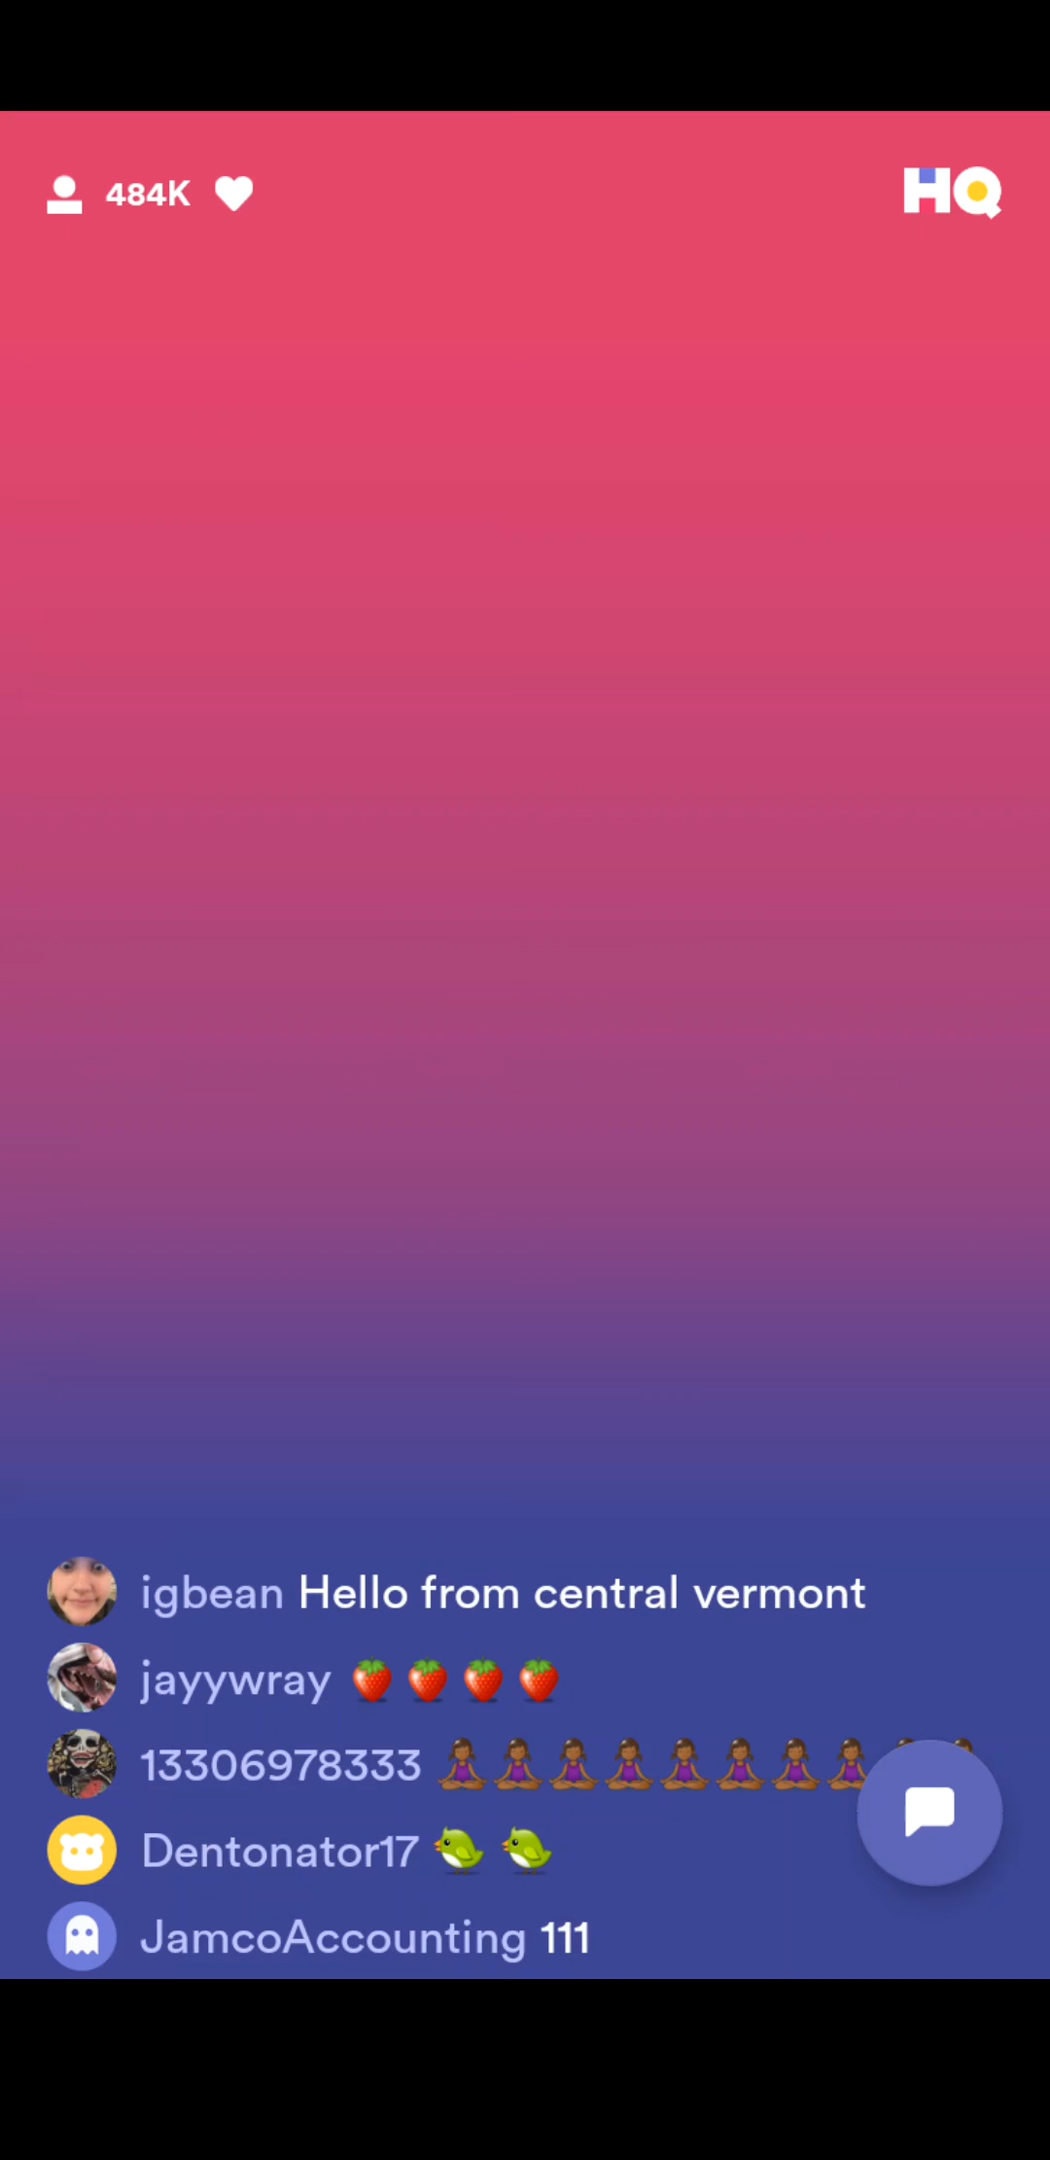 484K
HQ
igbean Hello from central vermont
jayywray 🍓 🍓 🍓 🍓
13306978333
Dentonator17
JamcoAccounting 111